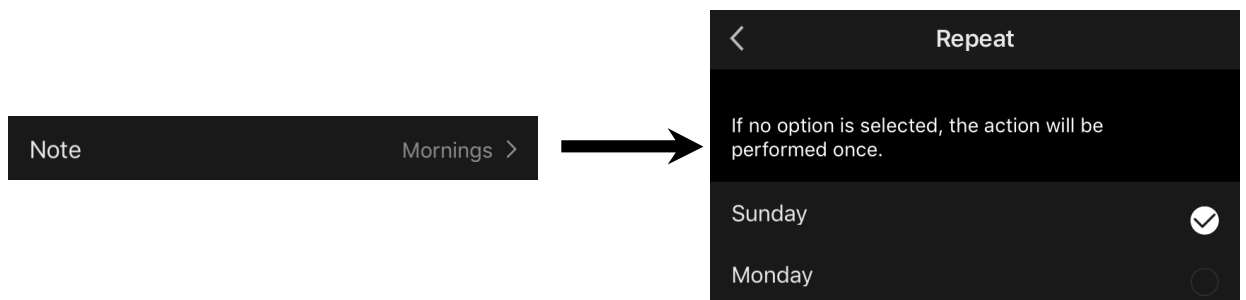 Note
Mornings
Repeat
If no option is selected, the action will be
performed once.
Sunday
Monday